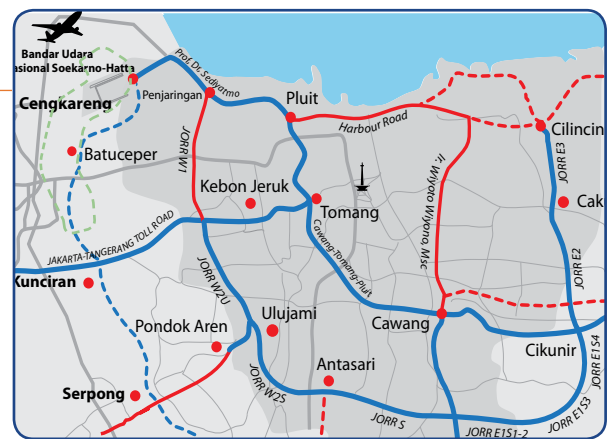 Bandar Udara
asional Soekarno-Hatta
Cengkareng
Prof. Dr. Sediyatmo
Penjaringan
Pluit
Harbour Road
Cilincin
JORR W1
Batuceper
Kebon Jeruk
Tomang
Ir. Wiyoto Wiyono, Msc
JORR E3
Cak
JAKARTA-TANGERANG TOLL ROAD
Cawang-Tomang-Pluit
JORR E2
Kunciran
JORR W2U
Ulujami
Cawang
Pondok Aren
Cikunir
JORR E1S4
Serpong
JORR W2S
Antasari
JORR S
JORR E1S1-2
JORR E1S3